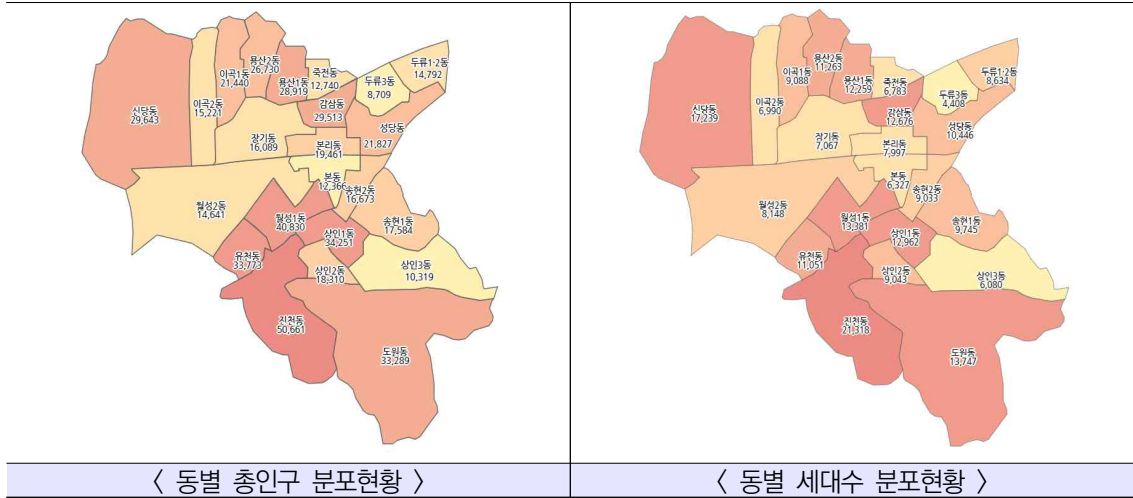 용산2동
26,730
이곡1동
21,440
용산1동
28,919
죽전동
12,740
두류1·2동
14,792
두류3동
8,709
신당동
29,643
이곡2동
15,221
감삼동
29,513
성당동
21,827
장기동
16,089
본리동
19,461
본동
12,366
송현2동
16,673
월성2동
14,641
월성1동
40,830
송현1동
17,584
상인1동
34,251
유천동
33,773
상인2동
18,310
상인3동
10,319
진천동
50,661
도원동
33,289
〈 동별 총인구 분포현황 〉
용산2동
11,263
이곡1동
9,088
용산1동
12,259
죽전동
6,783
두류1·2동
8,634
두류3동
4,408
신당동
17,239
이곡2동
6,990
감삼동
12,676
성당동
10,446
장기동
7,067
본리동
7,997
본동
6,327
송현2동
9,033
월성2동
8,148
월성1동
13,381
송현1동
9,745
상인1동
12,962
유천동
11,051
상인2동
9,043
상인3동
6,080
진천동
21,318
도원동
13,747
〈 동별 세대수 분포현황 〉